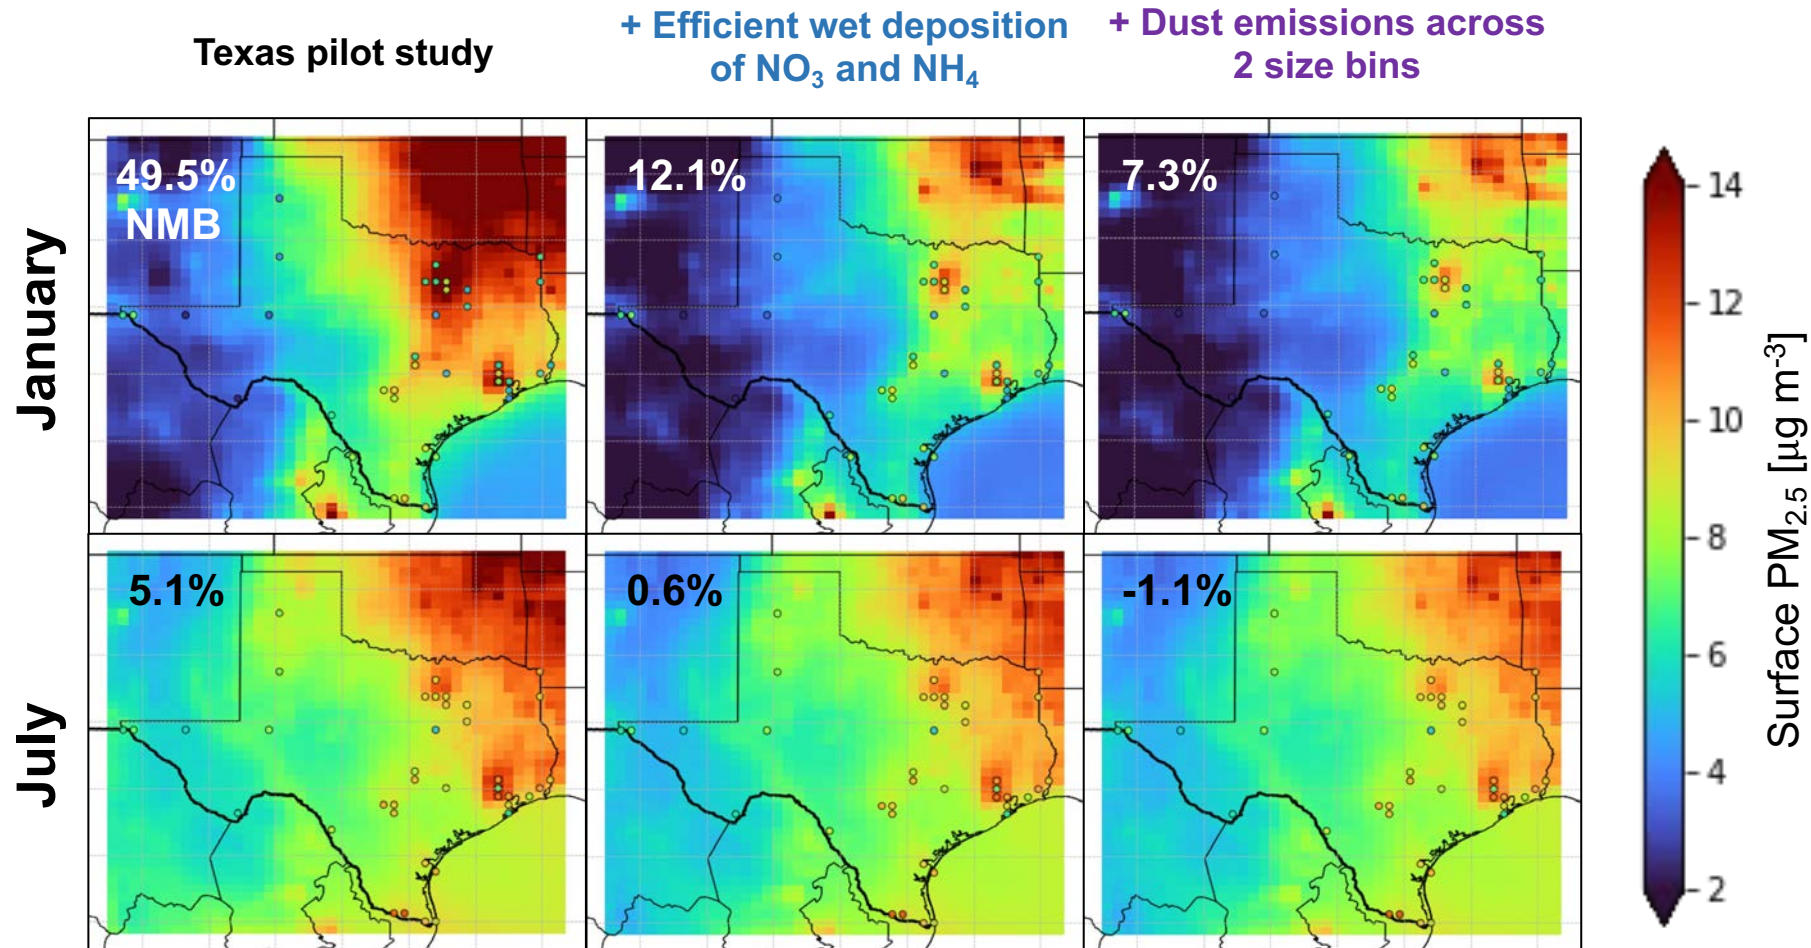 Texas pilot study
+ Efficient wet deposition
of NO₃ and NH₄
+ Dust emissions across
2 size bins
January
49.5%
NMB
12.1%
7.3%
July
5.1%
0.6%
-1.1%
14
12
10
8
6
4
2
Surface PM₂.₅ [µg m⁻³]